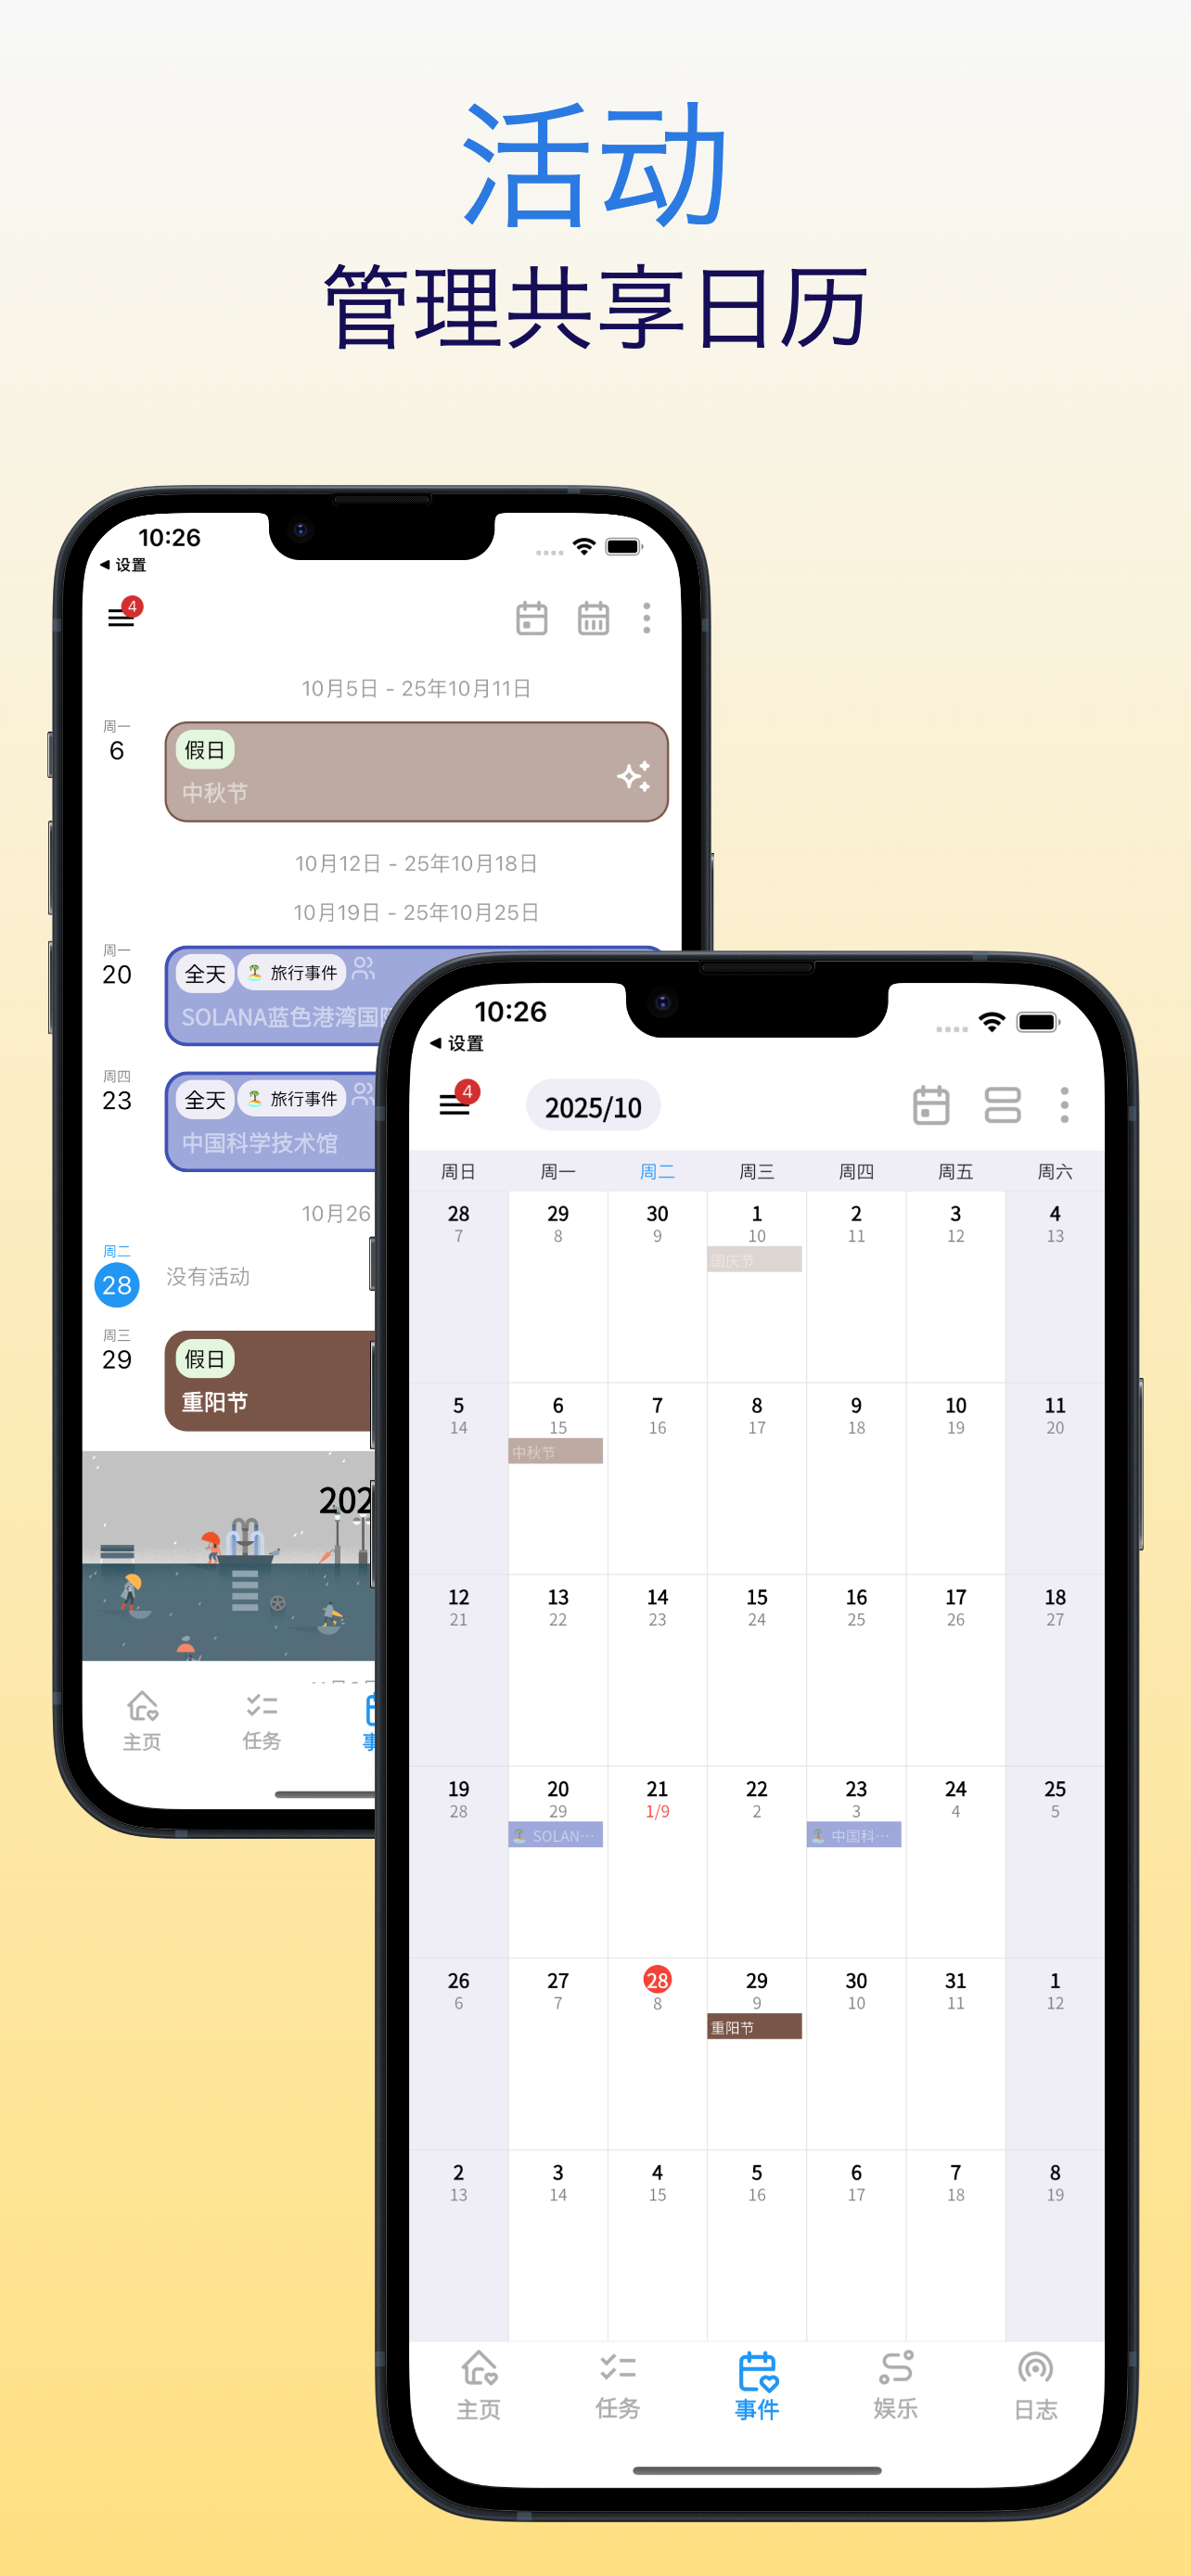 活动
管理共享日历
10:26
设置
4
10月5日 - 25年10月11日
周一
6
假日
中秋节
10月12日 - 25年10月18日
10月19日 - 25年10月25日
周一
20
全天 旅行事件
SOLANA蓝色港湾国
周四
23
全天 旅行事件
中国科学技术馆
10月26
周二
28
没有活动
周三
29
假日
重阳节
202
主页 任务
10:26
设置
4
2025/10
周日 周一 周二 周三 周四 周五 周六
28 29 30 1 2 3 4
7 8 9 10 11 12 13
国庆节
5 6 7 8 9 10 11
14 15 16 17 18 19 20
中秋节
12 13 14 15 16 17 18
21 22 23 24 25 26 27
19 20 21 22 23 24 25
28 29 1/9 2 3 4 5
SOLAN… 中国科…
26 27 28 29 30 31 1
6 7 8 9 10 11 12
重阳节
2 3 4 5 6 7 8
13 14 15 16 17 18 19
主页 任务 事件 娱乐 日志